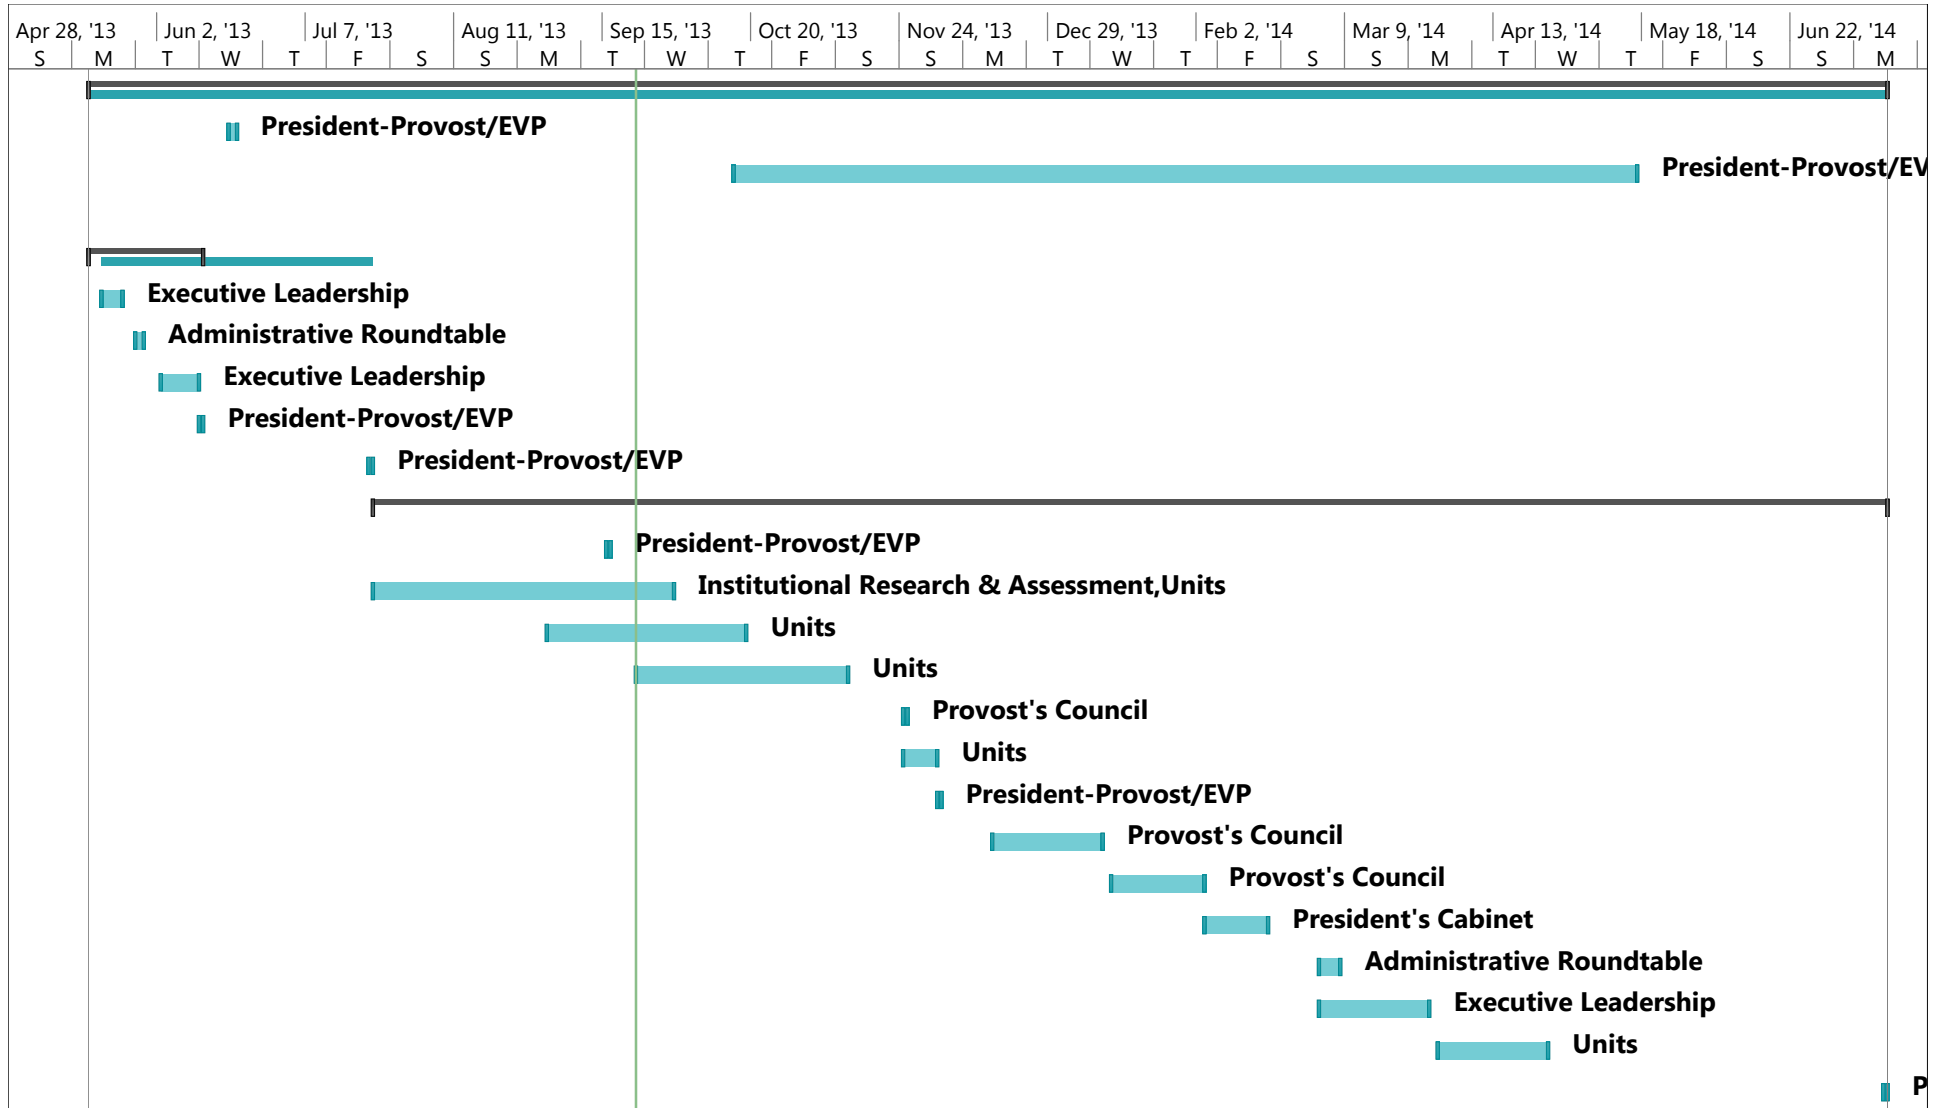 Apr 28, '13 Jun 2, '13 Jul 7, '13 Aug 11, '13 Sep 15, '13 Oct 20, '13 Nov 24, '13 Dec 29, '13 Feb 2, '14 Mar 9, '14 Apr 13, '14 May 18, '14 Jun 22, '14
S M T W T F S S M T W T F S S M T W T F S S M T W T F S S M
President-Provost/EVP
President-Provost/EV
Executive Leadership
Administrative Roundtable
Executive Leadership
President-Provost/EVP
President-Provost/EVP
President-Provost/EVP
Institutional Research & Assessment,Units
Units
Units
Provost's Council
Units
President-Provost/EVP
Provost's Council
Provost's Council
President's Cabinet
Administrative Roundtable
Executive Leadership
Units
P